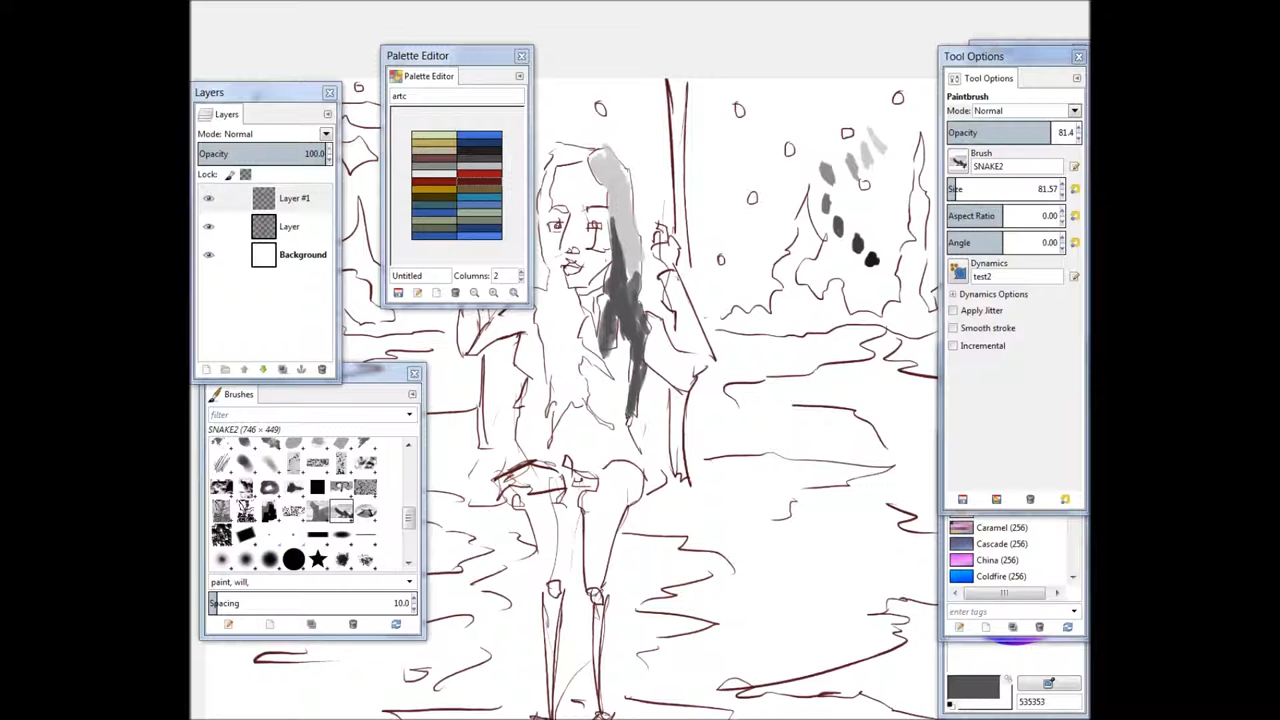 Layers
Layers
Mode: Normal
Opacity 100.0
Lock:
Layer #1
Layer
Background
Palette Editor
Palette Editor
artc
Untitled Columns: 2
Brushes
filter
SNAKE2 (746 × 449)
paint, will,
Spacing 10.0
Tool Options
Tool Options
Paintbrush
Mode: Normal
Opacity 81.4
Brush
SNAKE2
Size 81.57
Aspect Ratio 0.00
Angle 0.00
Dynamics
test2
Dynamics Options
Apply Jitter
Smooth stroke
Incremental
Caramel (256)
Cascade (256)
China (256)
Coldfire (256)
enter tags
535353